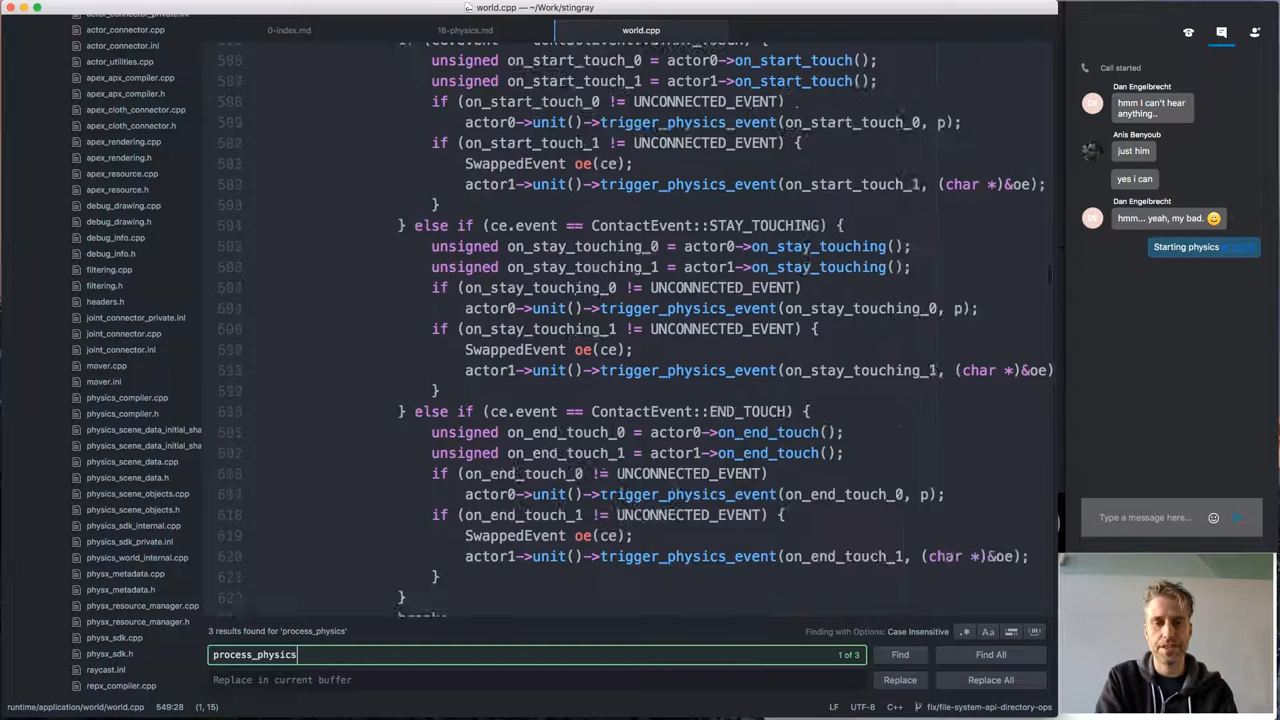 world.cpp — ~/Work/stingray
0-index.md
16-physics.md
world.cpp
actor_connector.cpp
actor_connector.inl
actor_utilities.cpp
apex_apx_compiler.cpp
apex_apx_compiler.h
apex_cloth_connector.cpp
apex_cloth_connector.h
apex_rendering.cpp
apex_rendering.h
apex_resource.cpp
apex_resource.h
debug_drawing.cpp
debug_drawing.h
debug_info.cpp
debug_info.h
filtering.cpp
filtering.h
headers.h
joint_connector_private.inl
joint_connector.cpp
joint_connector.inl
mover.cpp
mover.inl
physics_compiler.cpp
physics_compiler.h
physics_scene_data_initial_sha
physics_scene_data_initial_sha
physics_scene_data.cpp
physics_scene_data.h
physics_scene_objects.cpp
physics_scene_objects.h
physics_sdk_internal.cpp
physics_sdk_private.inl
physics_world_internal.cpp
physx_metadata.cpp
physx_metadata.h
physx_resource_manager.cpp
physx_resource_manager.h
physx_sdk.cpp
physx_sdk.h
raycast.inl
repx_compiler.cpp
unsigned on_start_touch_0 = actor0->on_start_touch();
unsigned on_start_touch_1 = actor1->on_start_touch();
if (on_start_touch_0 != UNCONNECTED_EVENT)
actor0->unit()->trigger_physics_event(on_start_touch_0, p);
if (on_start_touch_1 != UNCONNECTED_EVENT) {
SwappedEvent oe(ce);
actor1->unit()->trigger_physics_event(on_start_touch_1, (char *)&oe);
}
} else if (ce.event == ContactEvent::STAY_TOUCHING) {
unsigned on_stay_touching_0 = actor0->on_stay_touching();
unsigned on_stay_touching_1 = actor1->on_stay_touching();
if (on_stay_touching_0 != UNCONNECTED_EVENT)
actor0->unit()->trigger_physics_event(on_stay_touching_0, p);
if (on_stay_touching_1 != UNCONNECTED_EVENT) {
SwappedEvent oe(ce);
actor1->unit()->trigger_physics_event(on_stay_touching_1, (char *)&oe)
}
} else if (ce.event == ContactEvent::END_TOUCH) {
unsigned on_end_touch_0 = actor0->on_end_touch();
unsigned on_end_touch_1 = actor1->on_end_touch();
if (on_end_touch_0 != UNCONNECTED_EVENT)
actor0->unit()->trigger_physics_event(on_end_touch_0, p);
if (on_end_touch_1 != UNCONNECTED_EVENT) {
619 SwappedEvent oe(ce);
620 actor1->unit()->trigger_physics_event(on_end_touch_1, (char *)&oe);
}
}
3 results found for 'process_physics'
Finding with Options: Case Insensitive
.* Aa
process_physics
1 of 3
Find
Find All
Replace in current buffer
Replace
Replace All
runtime/application/world/world.cpp 549:28 (1, 15)
LF UTF-8 C++ fix/file-system-api-directory-ops
Call started
Dan Engelbrecht
hmm I can't hear
anything..
Anis Benyoub
just him
yes i can
Dan Engelbrecht
hmm... yeah, my bad. 🙂
Starting physics
Type a message here...